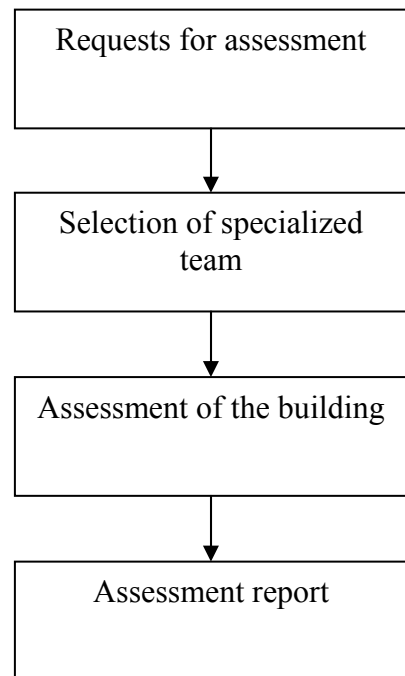 Requests for assessment
Selection of specialized
team
Assessment of the building
Assessment report